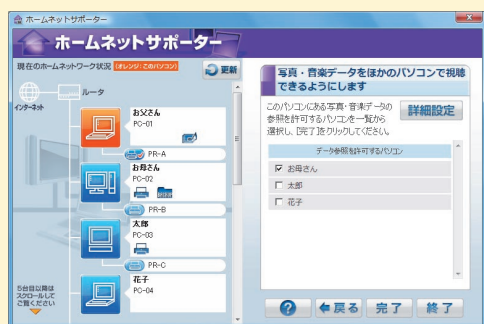 ホームネットサポーター
ホームネットサポーター
現在のホームネットワーク状況 [オレンジ:このパソコン]
更新
インターネット
ルータ
お父さん
PC-01
PR-A
お母さん
PC-02
PR-B
太郎
PC-03
PR-C
花子
PC-04
5台目以降は
スクロールして
ご覧ください
写真・音楽データをほかのパソコンで視聴
できるようにします
このパソコンにある写真・音楽データの
参照を許可するパソコンを一覧から
選択し、[完了]をクリックしてください。
詳細設定
データ参照を許可するパソコン
お母さん
太郎
花子
?
戻る
完了
終了